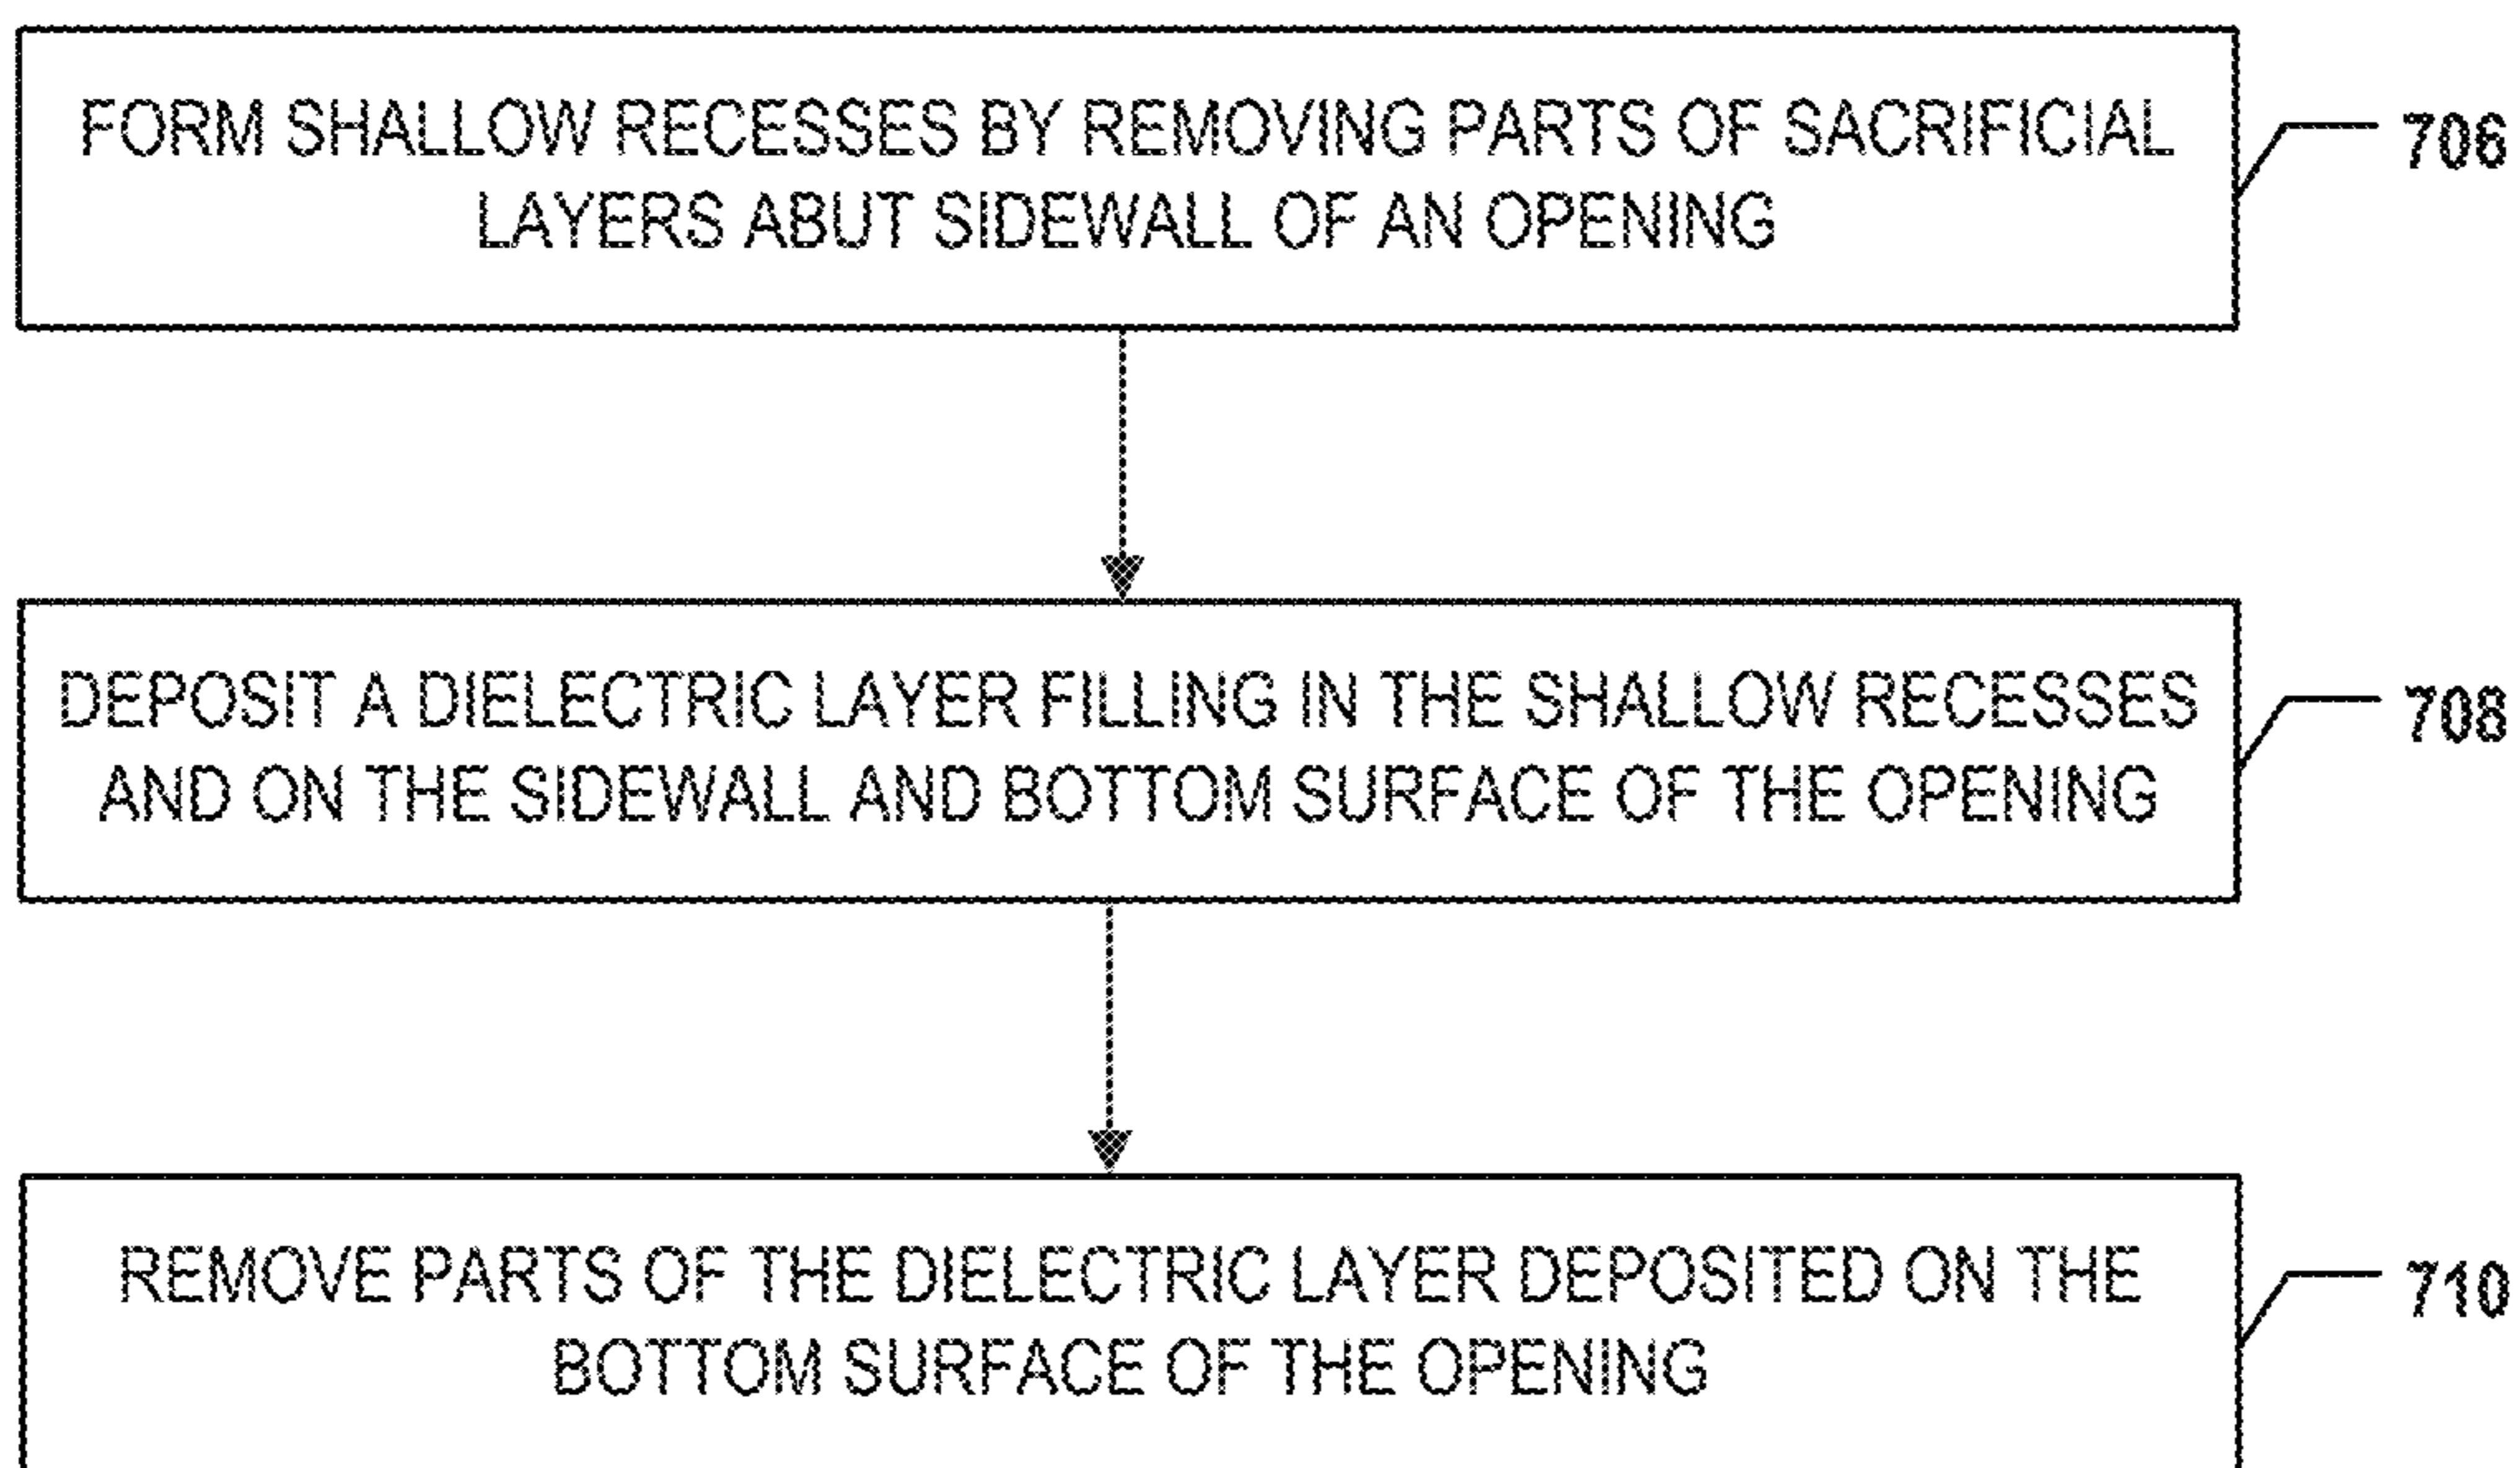 FORM SHALLOW RECESSES BY REMOVING PARTS OF SACRIFICIAL
LAYERS ABUT SIDEWALL OF AN OPENING
706
DEPOSIT A DIELECTRIC LAYER FILLING IN THE SHALLOW RECESSES
AND ON THE SIDEWALL AND BOTTOM SURFACE OF THE OPENING
708
REMOVE PARTS OF THE DIELECTRIC LAYER DEPOSITED ON THE
BOTTOM SURFACE OF THE OPENING
710